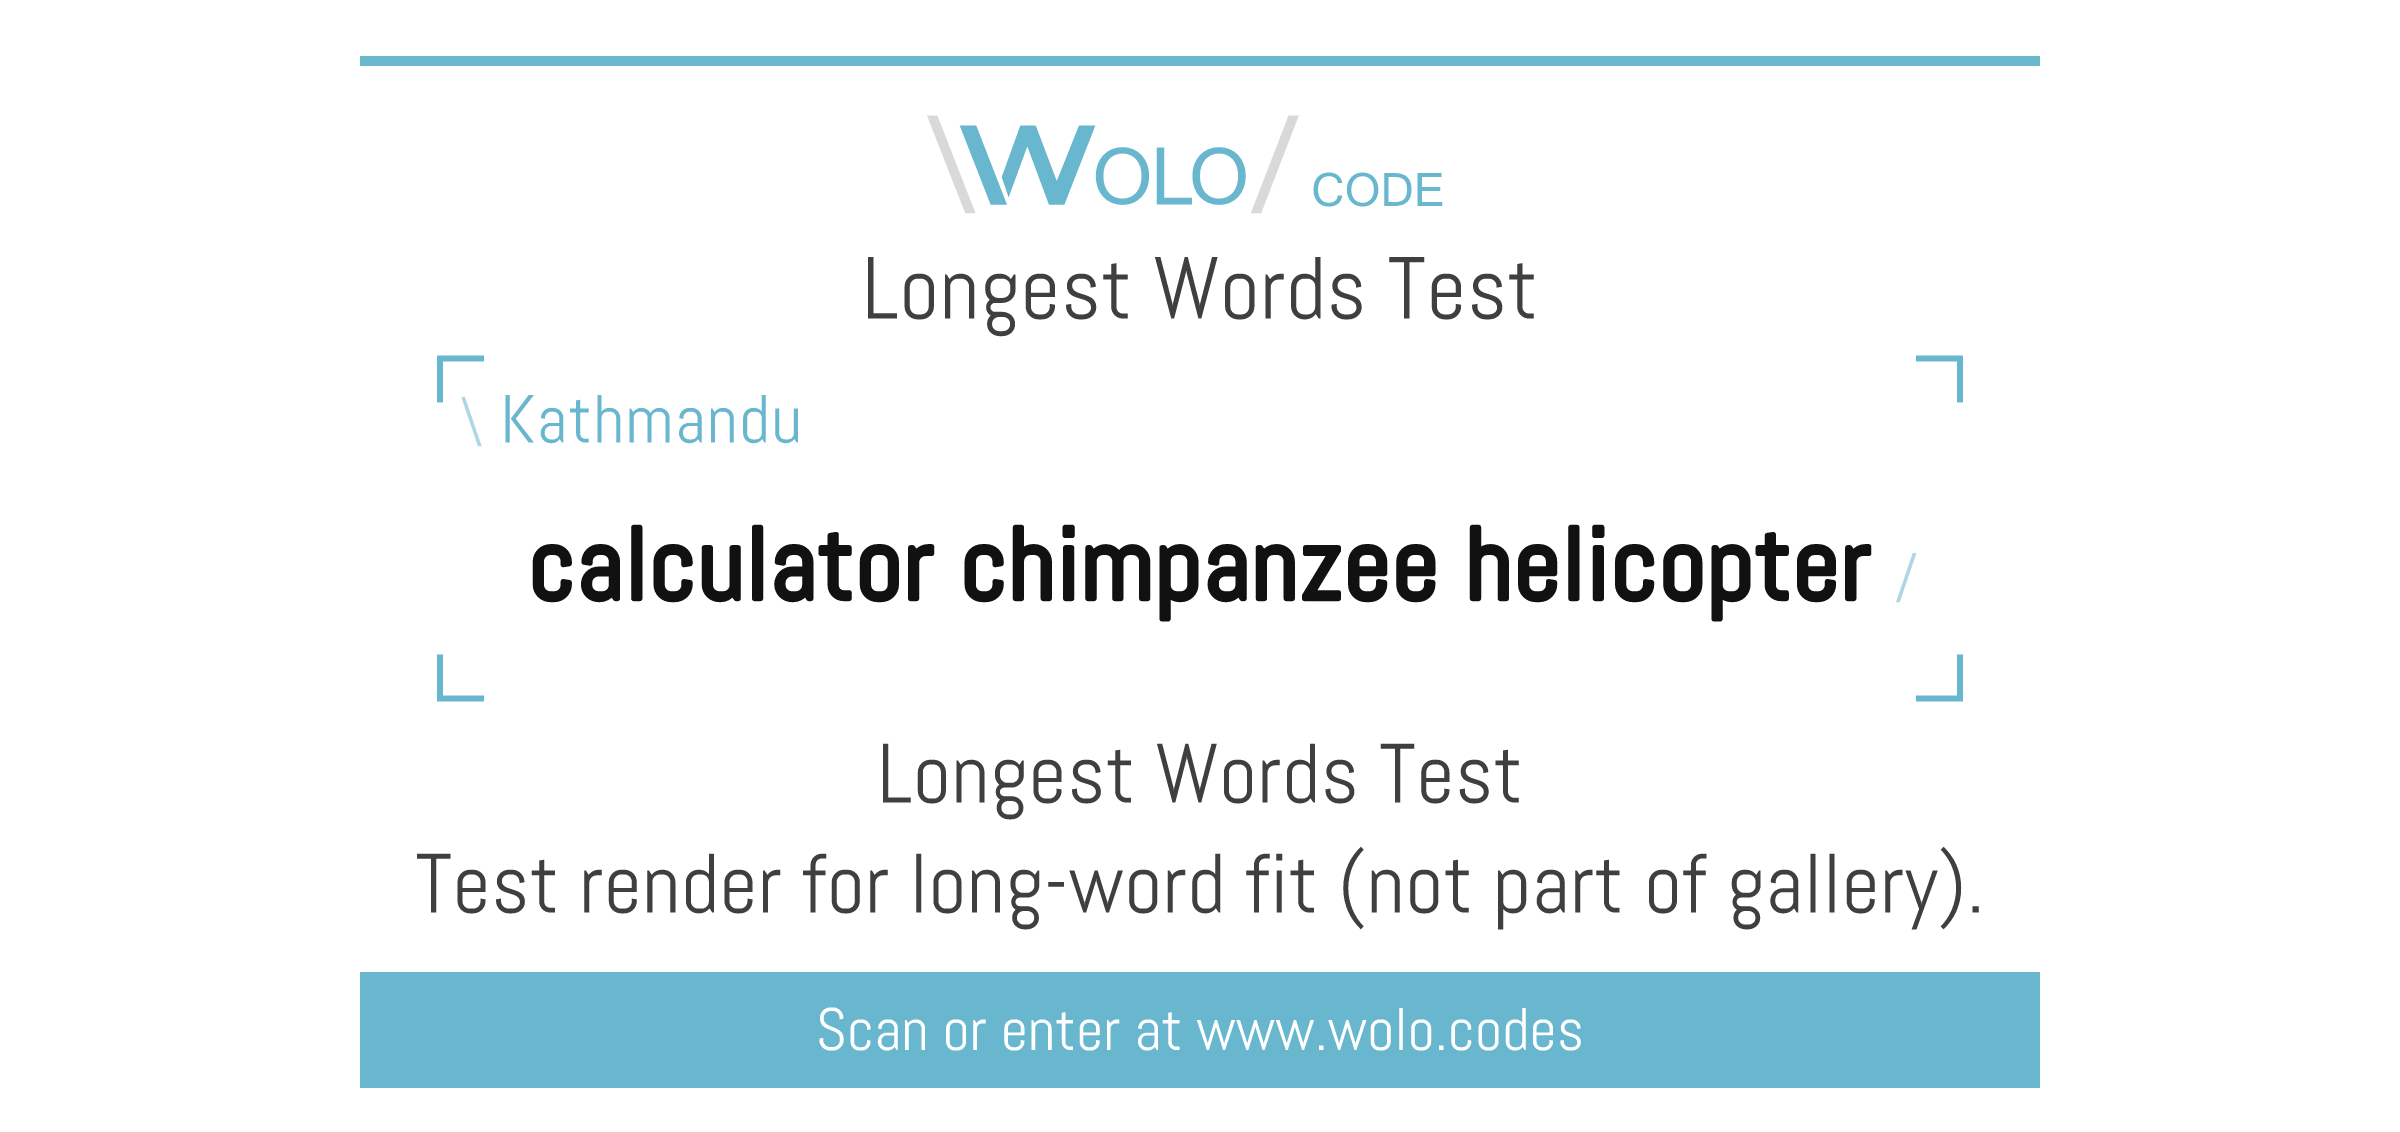 \WOLO/ CODE
Longest Words Test
\ Kathmandu
calculator chimpanzee helicopter /
Longest Words Test
Test render for long-word fit (not part of gallery).
Scan or enter at www.wolo.codes